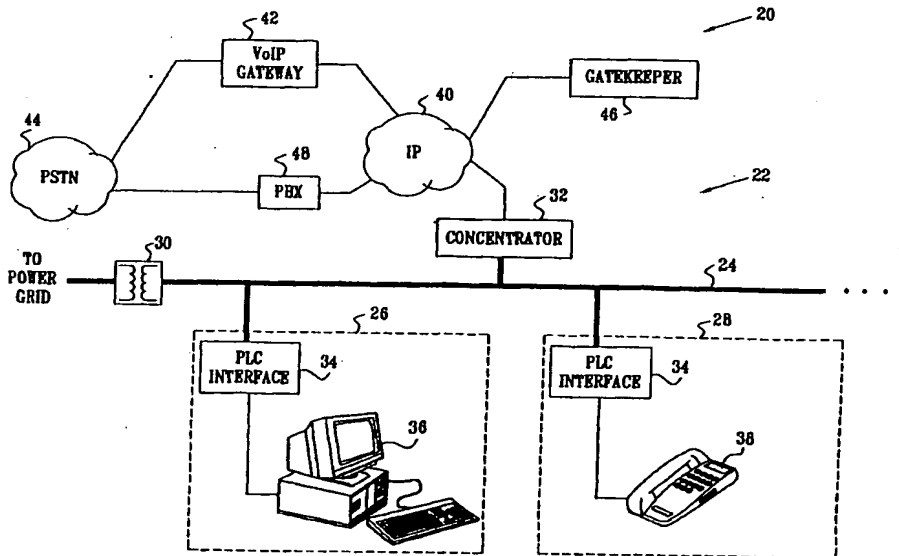 42
20
VoIP
GATEWAY
GATEKEEPER
46
40
IP
44
PSTN
48
PBX
22
32
CONCENTRATOR
30
TO
POWER
GRID
24
. . .
26
28
PLC
INTERFACE
34
PLC
INTERFACE
34
36
38